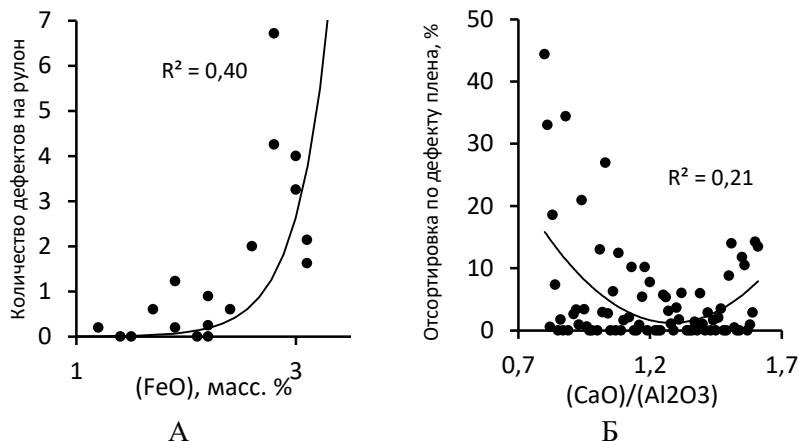 Количество дефектов на рулон
7
6
5
4
3
2
1
0
R² = 0,40
1
3
(FeO), масс. %
А
Отсортировка по дефекту плена, %
50
40
30
20
10
0
R² = 0,21
0,7
1,2
1,7
(CaO)/(Al2O3)
Б